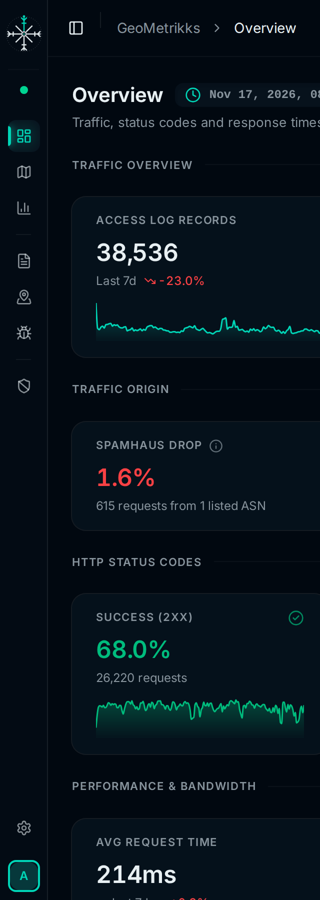 GeoMetrikks > Overview
Overview
Nov 17, 2026, 08
Traffic, status codes and response times
TRAFFIC OVERVIEW
ACCESS LOG RECORDS
38,536
Last 7d -23.0%
TRAFFIC ORIGIN
SPAMHAUS DROP
1.6%
615 requests from 1 listed ASN
HTTP STATUS CODES
SUCCESS (2XX)
68.0%
26,220 requests
PERFORMANCE & BANDWIDTH
AVG REQUEST TIME
214ms
A